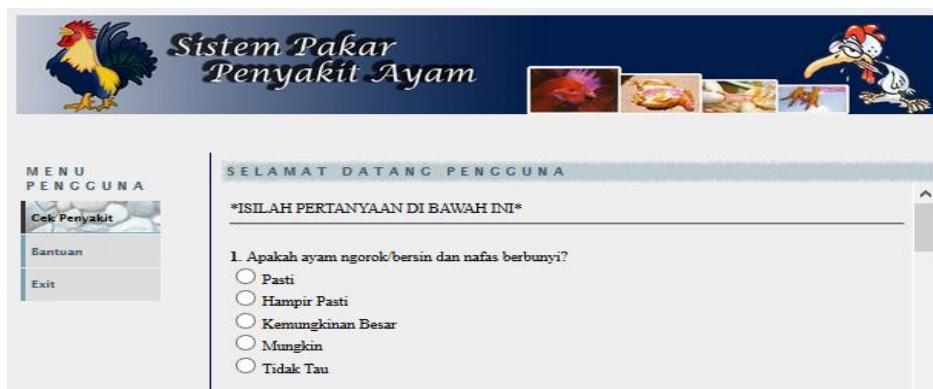 Sistem Pakar
Penyakit Ayam
MENU
PENGGUNA
Cek Penyakit
Bantuan
Exit
SELAMAT DATANG PENGGUNA
*ISILAH PERTANYAAN DI BAWAH INI*
1. Apakah ayam ngorok/bersin dan nafas berbunyi?
Pasti
Hampir Pasti
Kemungkinan Besar
Mungkin
Tidak Tau